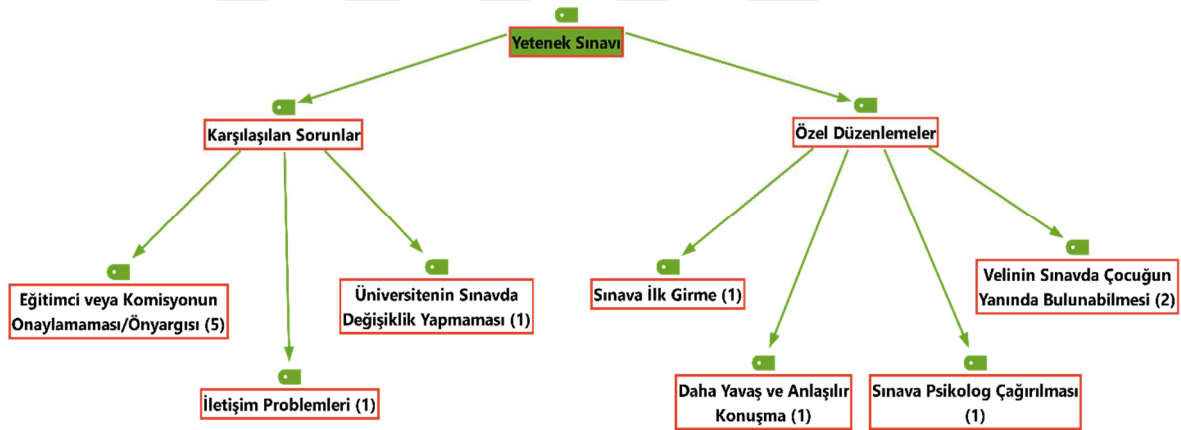 Yetenek Sınavı
Karşılaşılan Sorunlar
Özel Düzenlemeler
Eğitimci veya Komisyonun
Onaylamaması/Önyargısı (5)
İletişim Problemleri (1)
Üniversitenin Sınavda
Değişiklik Yapmaması (1)
Sınava İlk Girme (1)
Daha Yavaş ve Anlaşılır
Konuşma (1)
Sınava Psikolog Çağırılması
(1)
Velinin Sınavda Çocuğun
Yanında Bulunabilmesi (2)